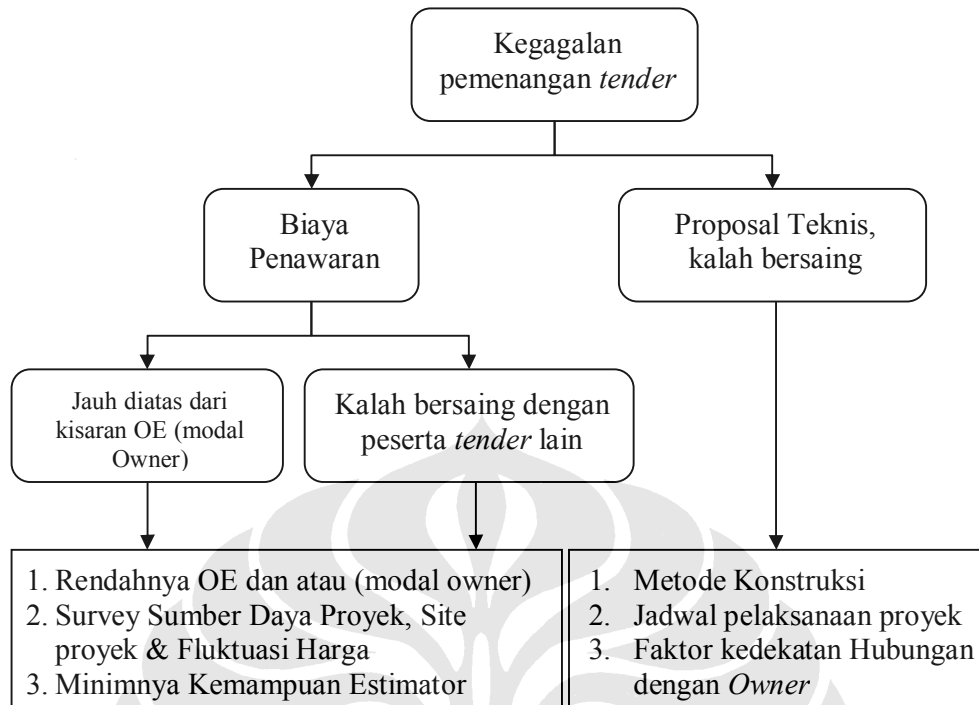 Kegagalan
pemenangan tender
Biaya
Penawaran
Proposal Teknis,
kalah bersaing
Jauh diatas dari
kisaran OE (modal
Owner)
Kalah bersaing dengan
peserta tender lain
1. Rendahnya OE dan atau (modal owner)
2. Survey Sumber Daya Proyek, Site
proyek & Fluktuasi Harga
3. Minimnya Kemampuan Estimator
1. Metode Konstruksi
2. Jadwal pelaksanaan proyek
3. Faktor kedekatan Hubungan
dengan Owner